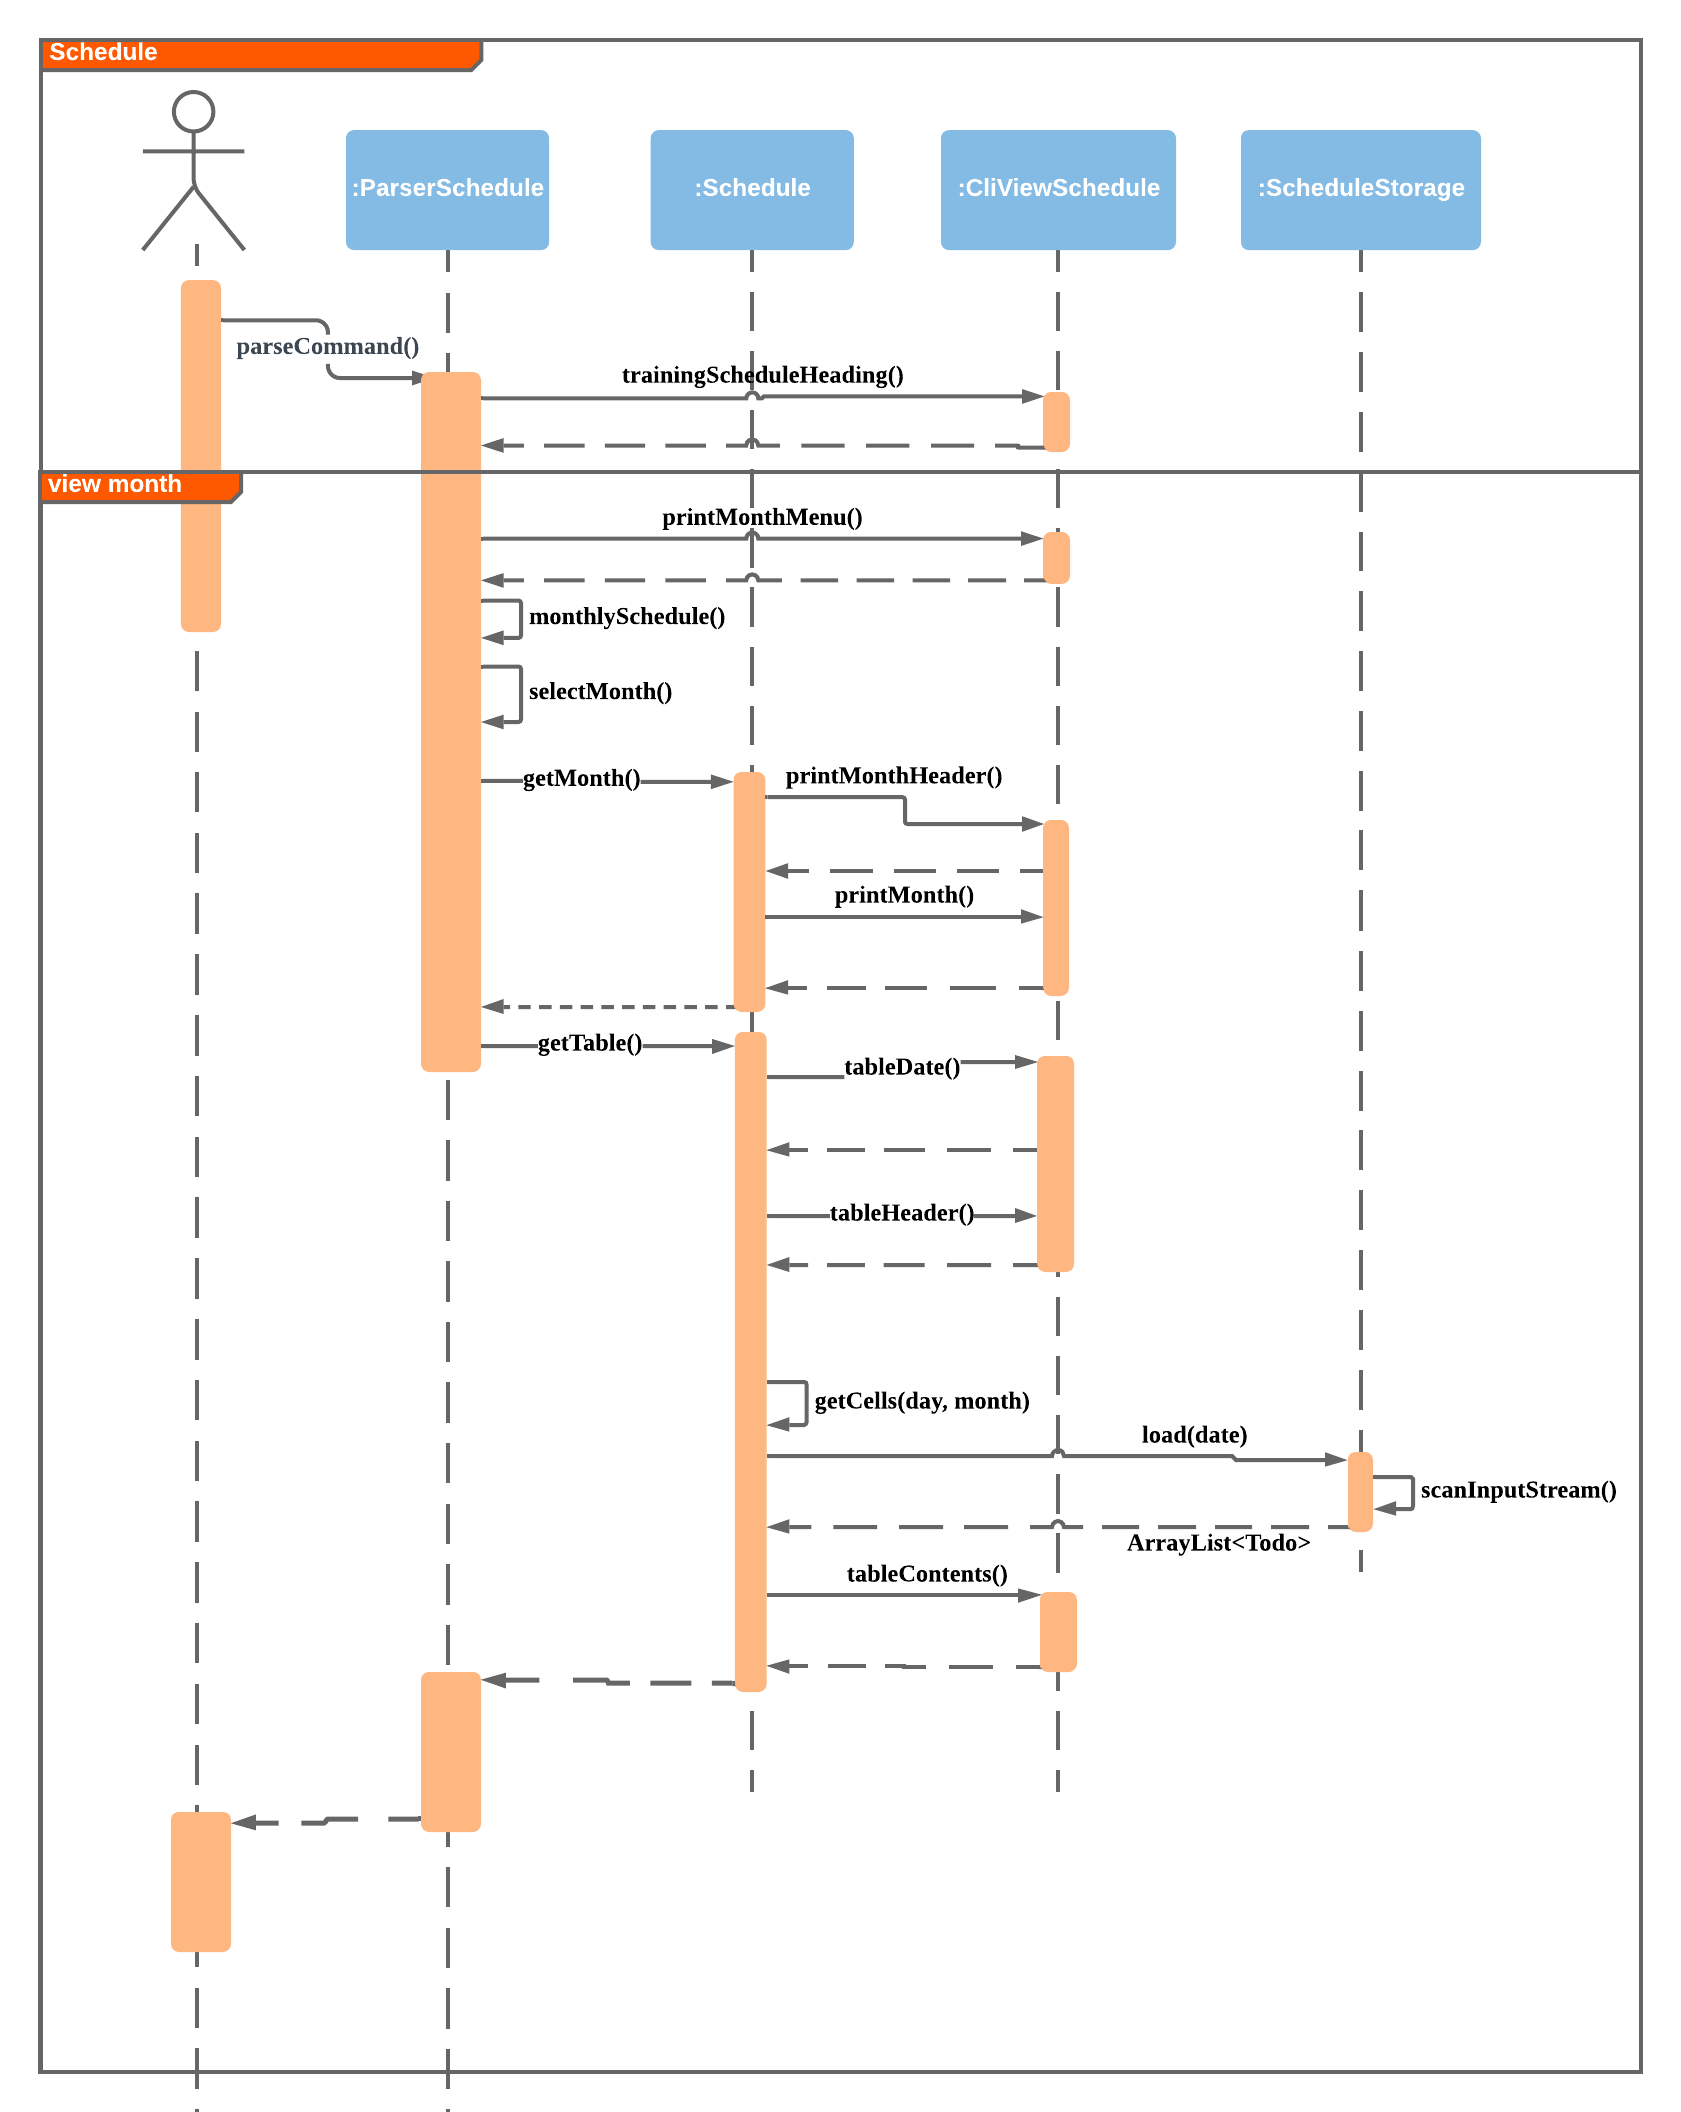 Schedule
:ParserSchedule
:Schedule
:CliViewSchedule
:ScheduleStorage
parseCommand()
trainingScheduleHeading()
view month
printMonthMenu()
monthlySchedule()
selectMonth()
getMonth()
printMonthHeader()
printMonth()
getTable()
tableDate()
tableHeader()
getCells(day, month)
load(date)
scanInputStream()
ArrayList<Todo>
tableContents()